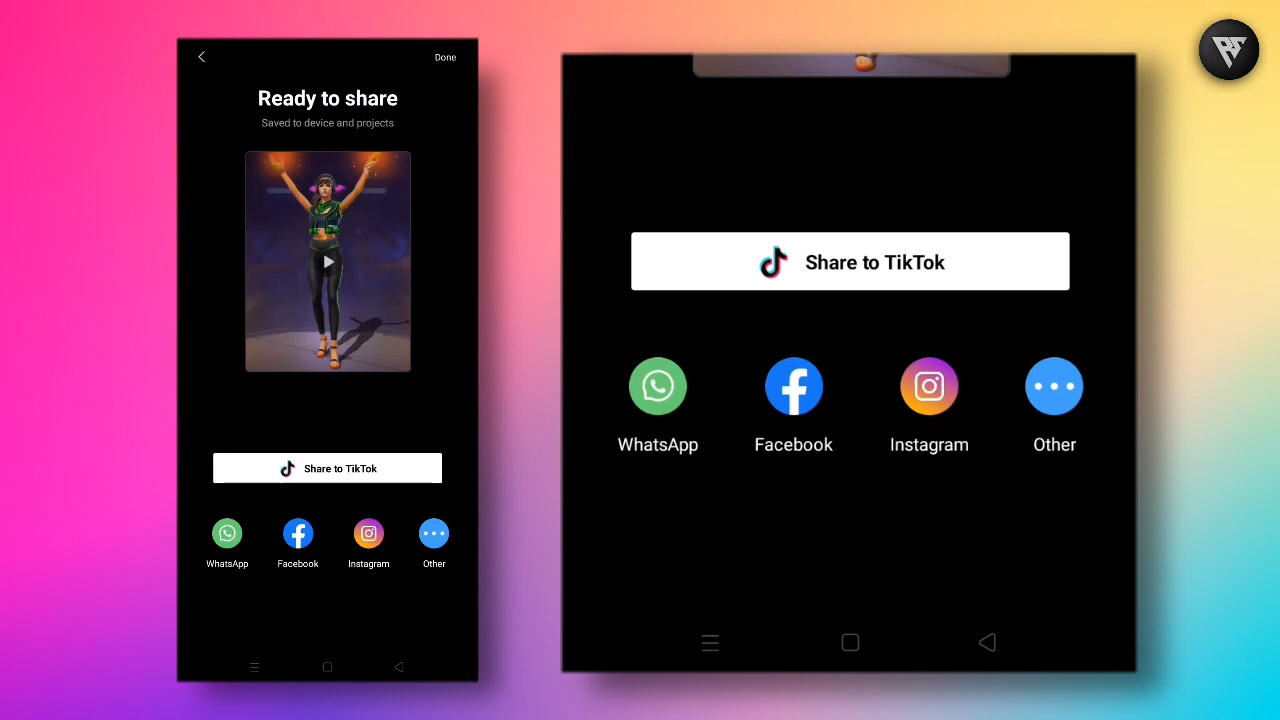 Done
Ready to share
Saved to device and projects
Share to TikTok
WhatsApp Facebook Instagram Other
Share to TikTok
WhatsApp Facebook Instagram Other